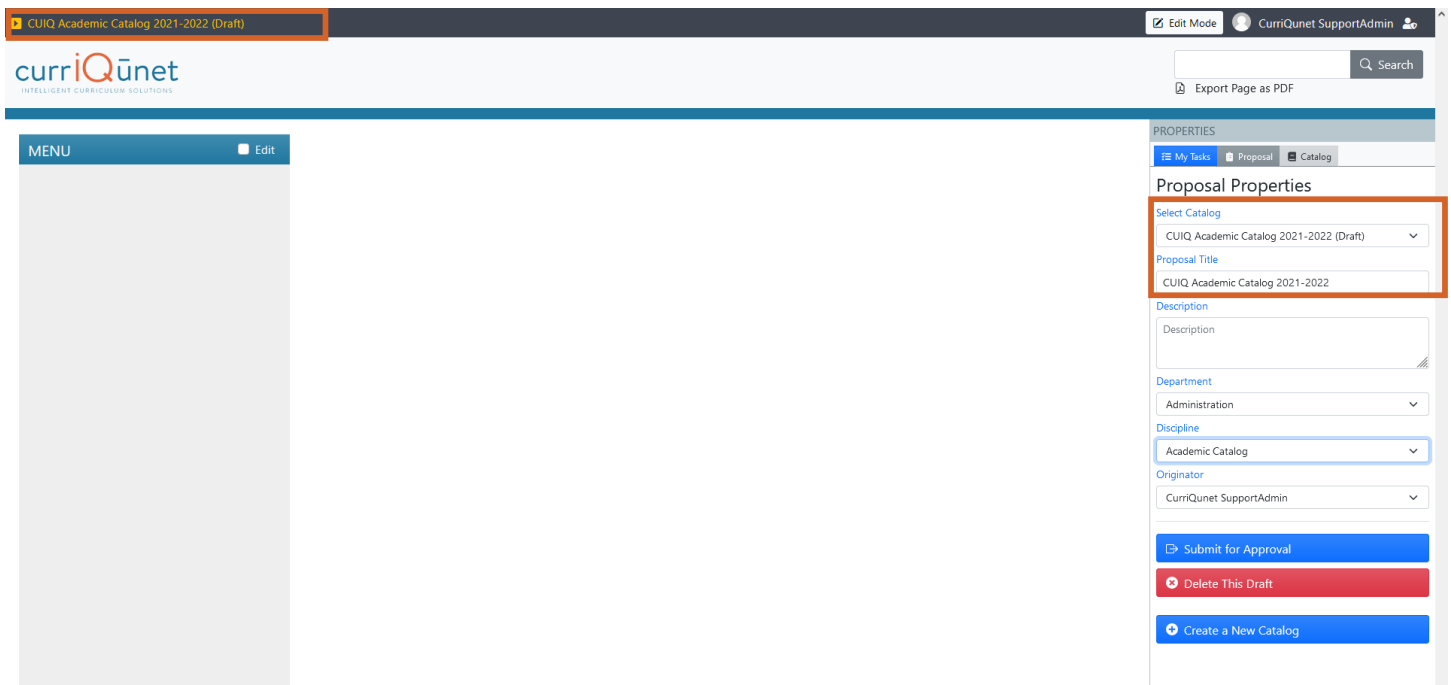 CUIQ Academic Catalog 2021-2022 (Draft)
Edit Mode
CurriQunet SupportAdmin
currIQūnet
INTELLIGENT CURRICULUM SOLUTIONS
Search
Export Page as PDF
MENU
Edit
PROPERTIES
My Tasks
Proposal
Catalog
Proposal Properties
Select Catalog
CUIQ Academic Catalog 2021-2022 (Draft)
Proposal Title
CUIQ Academic Catalog 2021-2022
Description
Description
Department
Administration
Discipline
Academic Catalog
Originator
CurriQunet SupportAdmin
Submit for Approval
Delete This Draft
Create a New Catalog